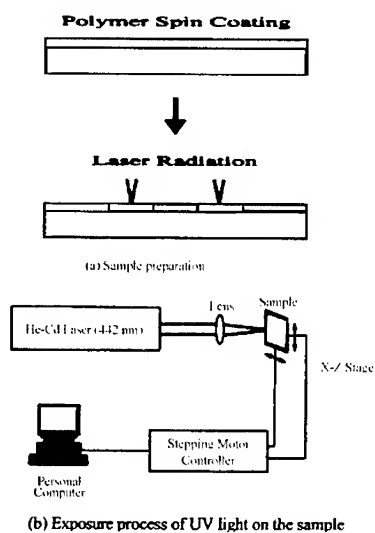 Polymer Spin Coating
Laser Radiation
(a) Sample preparation
Lens
Sample
He-Cd Laser (442 nm)
X-Z Stage
Stepping Motor
Controller
Personal
Computer
(b) Exposure process of UV light on the sample